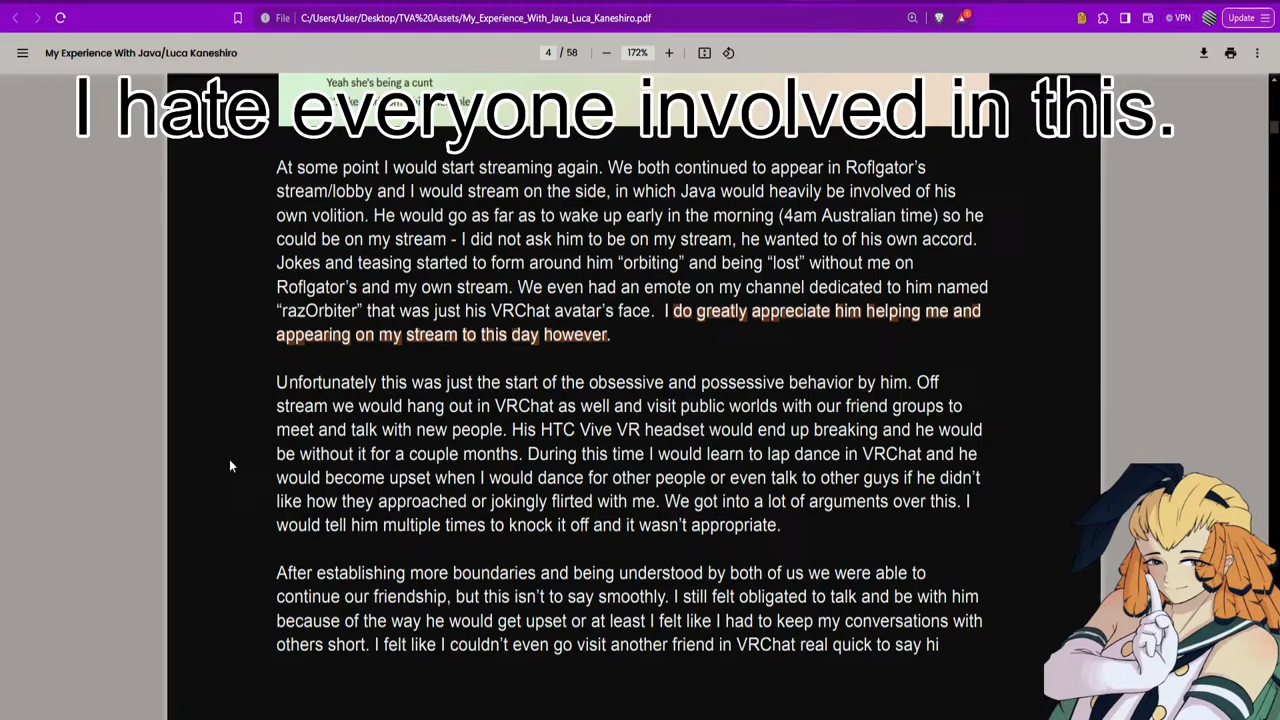 File
C:/Users/User/Desktop/TVA%20Assets/My_Experience_With_Java_Luca_Kaneshiro.pdf
1
VPN
Update
My Experience With Java/Luca Kaneshiro
4 / 58
172%
Yeah she's being a cunt
I hate everyone involved in this.
At some point I would start streaming again. We both continued to appear in Roflgator's
stream/lobby and I would stream on the side, in which Java would heavily be involved of his
own volition. He would go as far as to wake up early in the morning (4am Australian time) so he
could be on my stream - I did not ask him to be on my stream, he wanted to of his own accord.
Jokes and teasing started to form around him “orbiting” and being “lost” without me on
Roflgator's and my own stream. We even had an emote on my channel dedicated to him named
“razOrbiter” that was just his VRChat avatar's face. I do greatly appreciate him helping me and
appearing on my stream to this day however.
Unfortunately this was just the start of the obsessive and possessive behavior by him. Off
stream we would hang out in VRChat as well and visit public worlds with our friend groups to
meet and talk with new people. His HTC Vive VR headset would end up breaking and he would
be without it for a couple months. During this time I would learn to lap dance in VRChat and he
would become upset when I would dance for other people or even talk to other guys if he didn't
like how they approached or jokingly flirted with me. We got into a lot of arguments over this. I
would tell him multiple times to knock it off and it wasn't appropriate.
After establishing more boundaries and being understood by both of us we were able to
continue our friendship, but this isn't to say smoothly. I still felt obligated to talk and be with him
because of the way he would get upset or at least I felt like I had to keep my conversations with
others short. I felt like I couldn't even go visit another friend in VRChat real quick to say hi